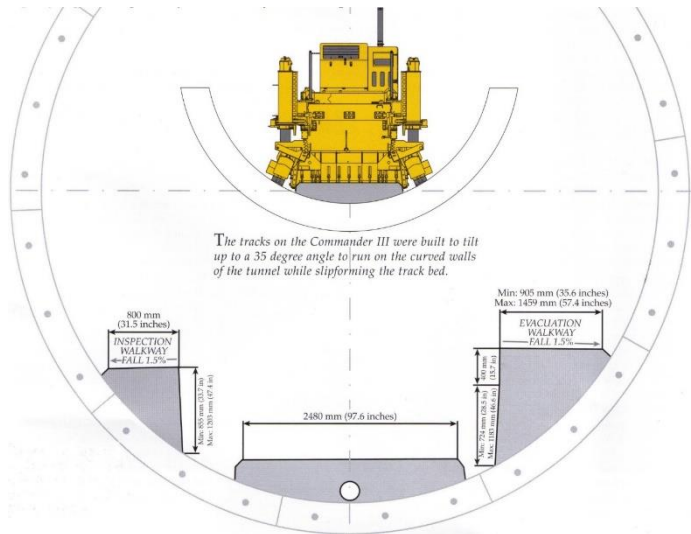 The tracks on the Commander III were built to tilt
up to a 35 degree angle to run on the curved walls
of the tunnel while slipforming the track bed.
800 mm
(31.5 inches)
INSPECTION
WALKWAY
FALL 1.5%
Min: 855 mm (33.7 in)
Max: 1203 mm (47.4 in)
2480 mm (97.6 inches)
Min: 905 mm (35.6 inches)
Max: 1459 mm (57.4 inches)
EVACUATION
WALKWAY
FALL 1.5%
400 mm
(15.7 in)
Min: 724 mm (28.5 in)
Max: 1183 mm (46.6 in)